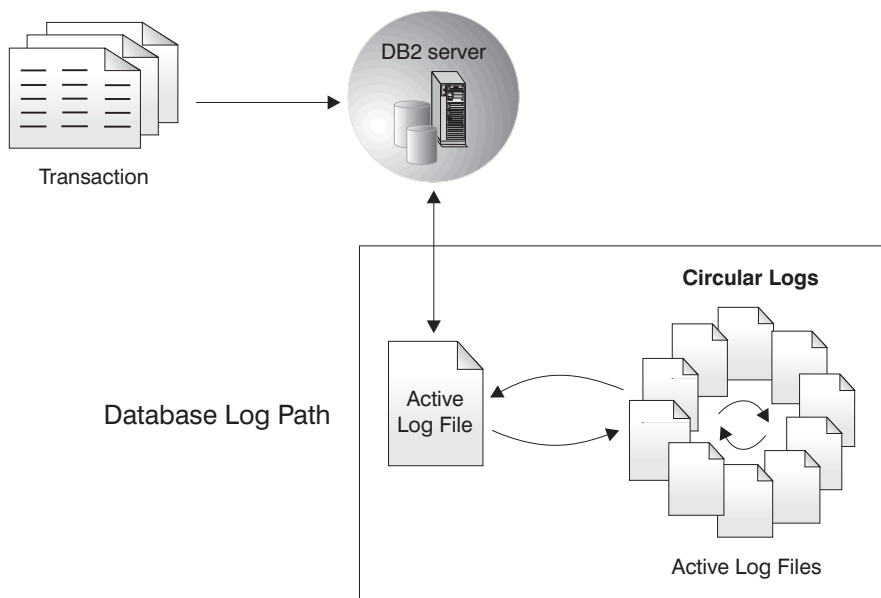 DB2 server
Transaction
Circular Logs
Active
Log File
Database Log Path
Active Log Files